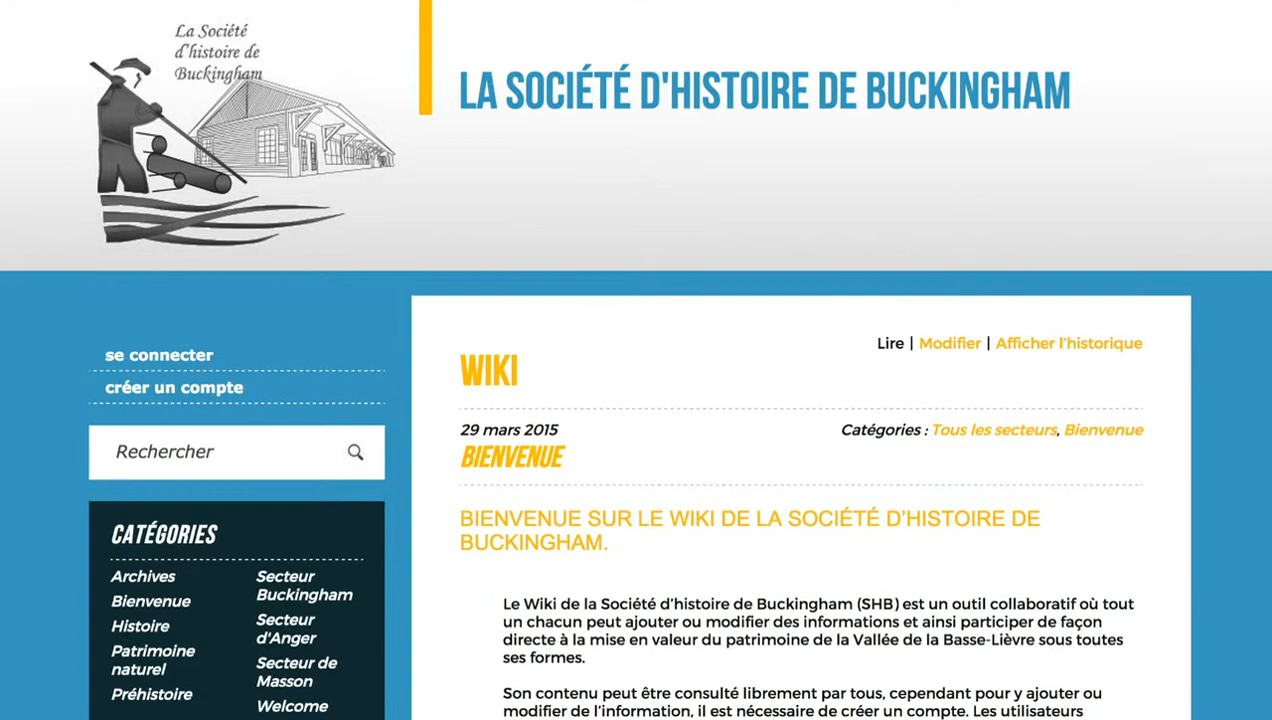 La Société
d'histoire de
Buckingham
LA SOCIÉTÉ D'HISTOIRE DE BUCKINGHAM
se connecter
créer un compte
Rechercher
CATÉGORIES
Archives
Bienvenue
Histoire
Patrimoine
naturel
Préhistoire
Secteur
Buckingham
Secteur
d'Anger
Secteur de
Masson
Welcome
Lire | Modifier | Afficher l'historique
WIKI
29 mars 2015
Catégories : Tous les secteurs, Bienvenue
BIENVENUE
BIENVENUE SUR LE WIKI DE LA SOCIÉTÉ D'HISTOIRE DE
BUCKINGHAM.
Le Wiki de la Société d'histoire de Buckingham (SHB) est un outil collaboratif où tout
un chacun peut ajouter ou modifier des informations et ainsi participer de façon
directe à la mise en valeur du patrimoine de la Vallée de la Basse-Lièvre sous toutes
ses formes.
Son contenu peut être consulté librement par tous, cependant pour y ajouter ou
modifier de l'information, il est nécessaire de créer un compte. Les utilisateurs